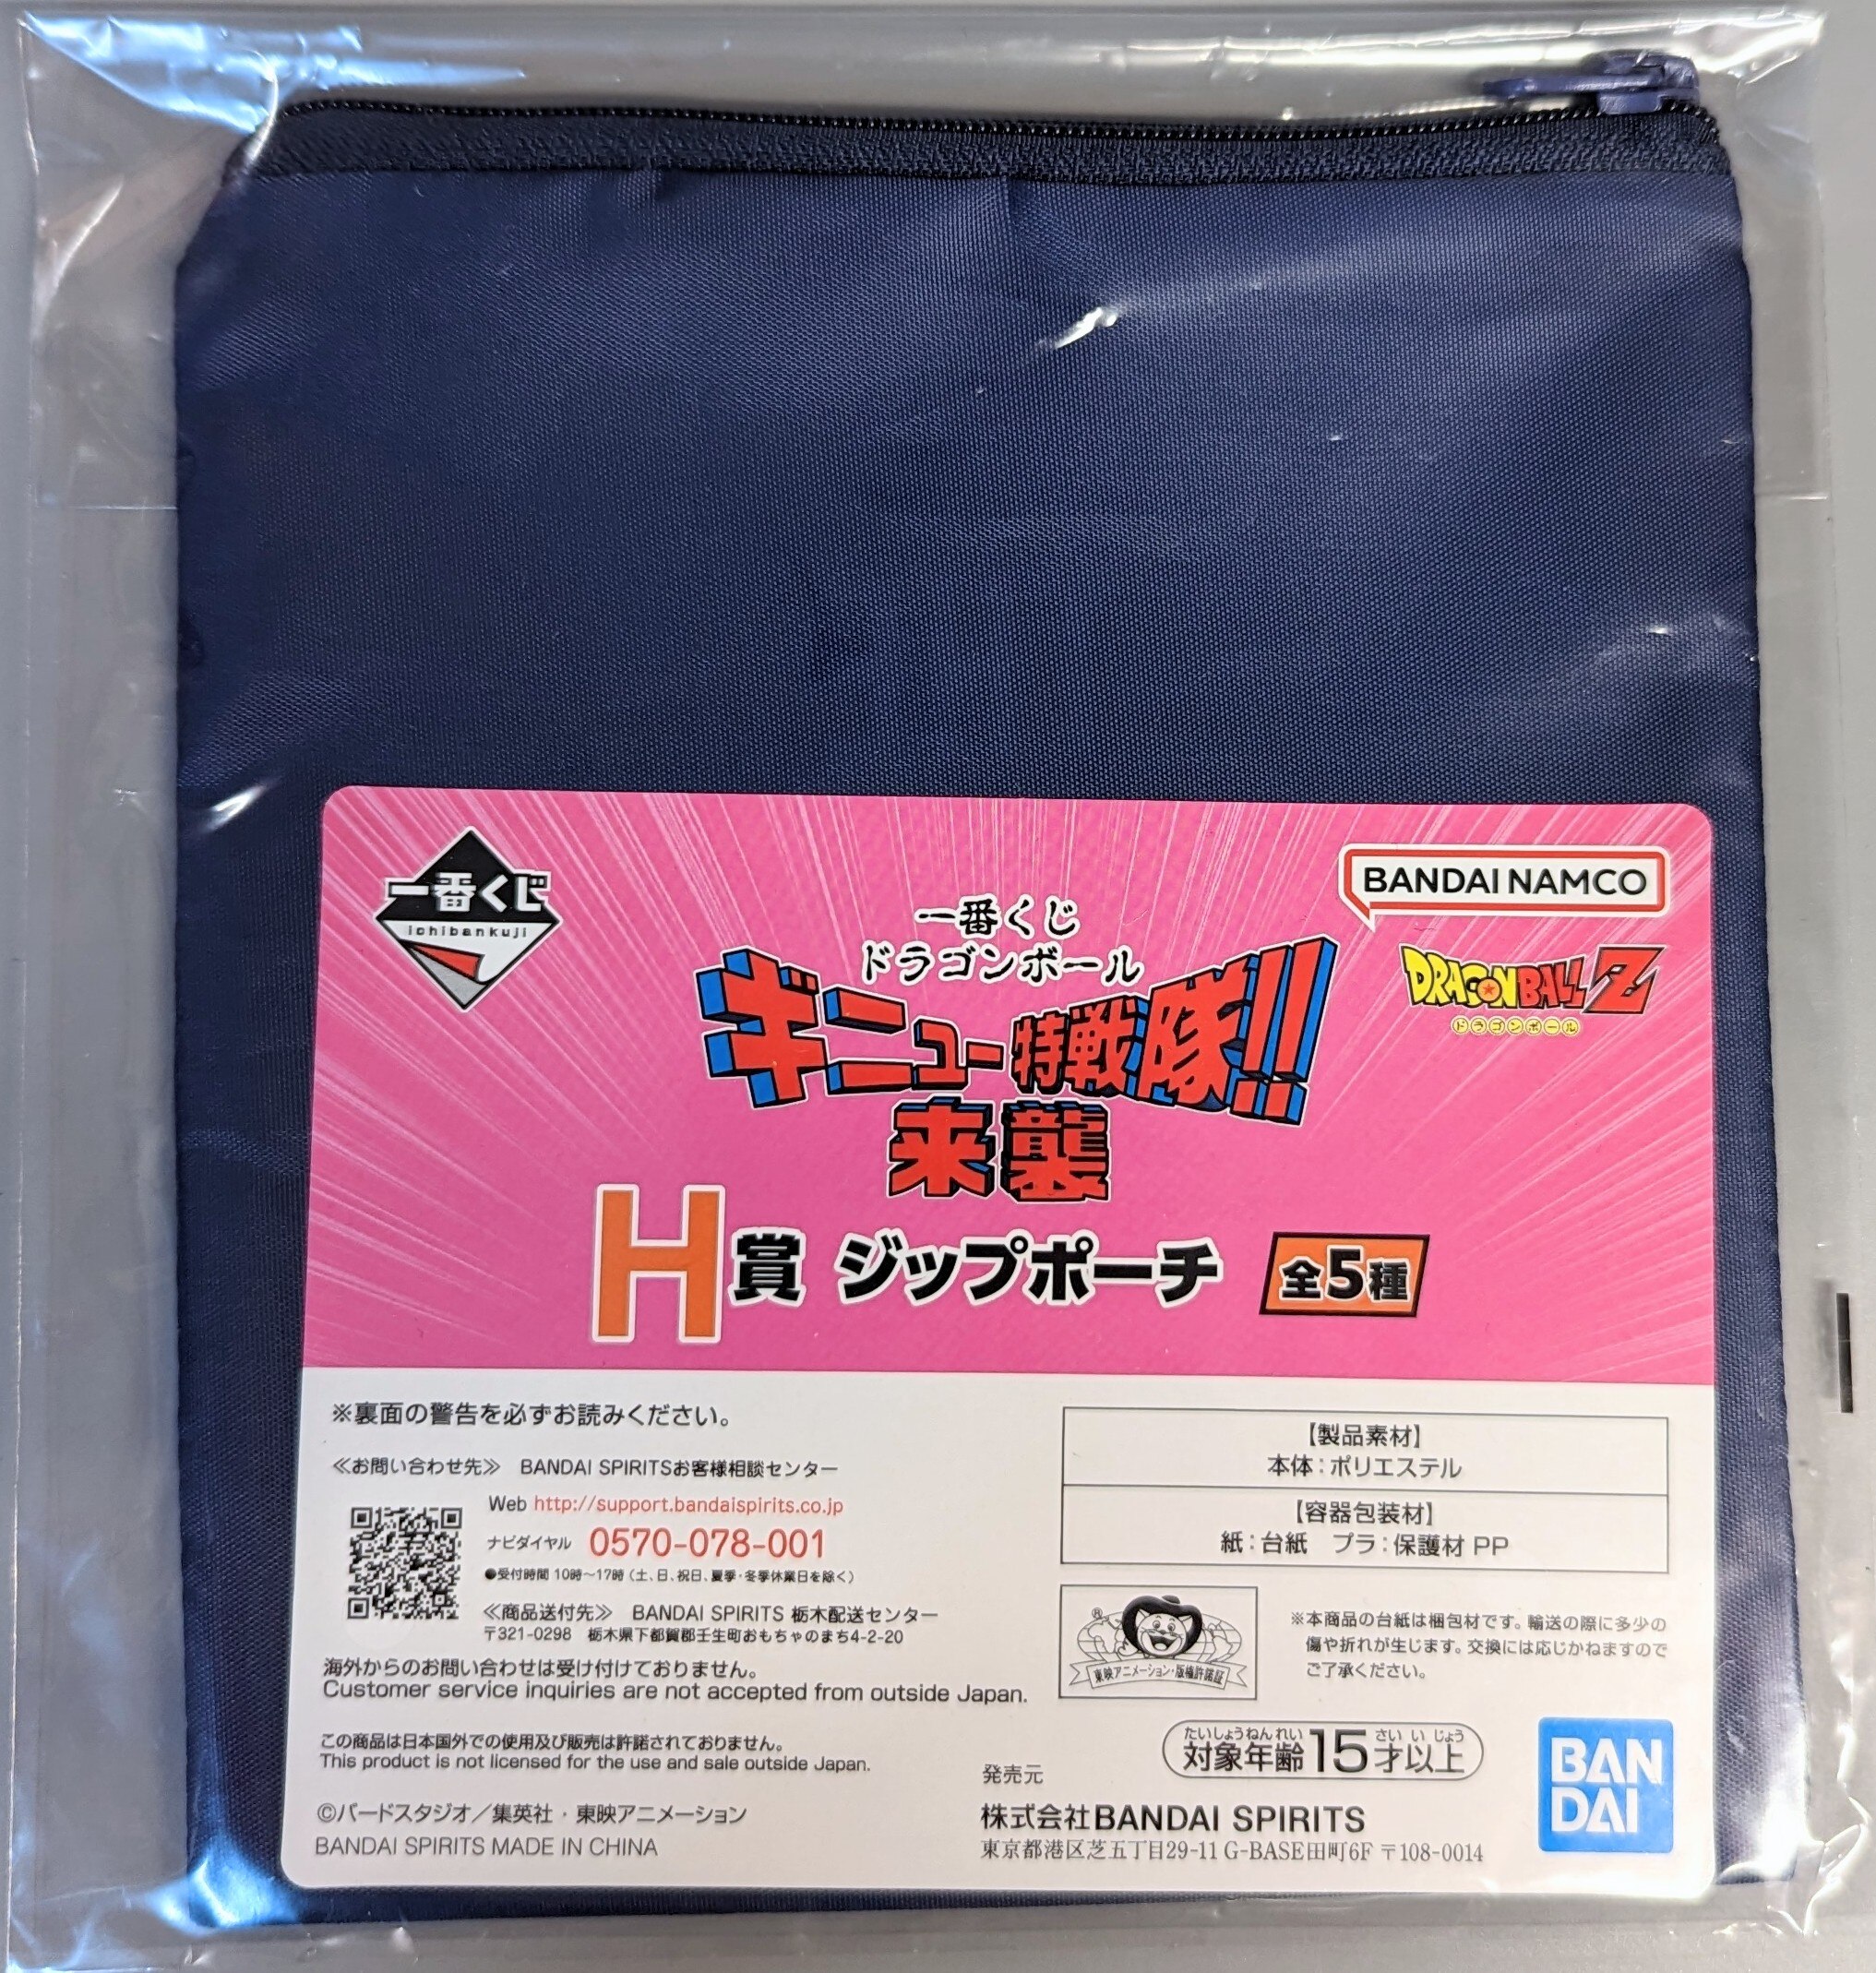 一番くじ
ichibankuji
BANDAI NAMCO
一番くじ
ドラゴンボール
ギニュー特戦隊!!
来襲
DRAGONBALL Z
ドラゴンボール
H賞 ジップポーチ 全5種
※裏面の警告を必ずお読みください。
≪お問い合わせ先≫ BANDAI SPIRITSお客様相談センター
Web http://support.bandaispirits.co.jp
ナビダイヤル 0570-078-001
●受付時間 10時〜17時（土、日、祝日、夏季・冬季休業日を除く）
≪商品送付先≫ BANDAI SPIRITS 栃木配送センター
〒321-0298 栃木県下都賀郡壬生町おもちゃのまち4-2-20
海外からのお問い合わせは受け付けておりません。
Customer service inquiries are not accepted from outside Japan.
この商品は日本国外での使用及び販売は許諾されておりません。
This product is not licensed for the use and sale outside Japan.
©バードスタジオ／集英社・東映アニメーション
BANDAI SPIRITS MADE IN CHINA
【製品素材】
本体：ポリエステル
【容器包装材】
紙：台紙 プラ：保護材 PP
®
東映アニメーション・版権許諾証
※本商品の台紙は梱包材です。輸送の際に多少の
傷や折れが生じます。交換には応じかねますので
ご了承ください。
たいしょうねんれい さい い じょう
対象年齢15才以上
発売元
株式会社BANDAI SPIRITS
東京都港区芝五丁目29-11 G-BASE田町6F 〒108-0014
BAN
DAI